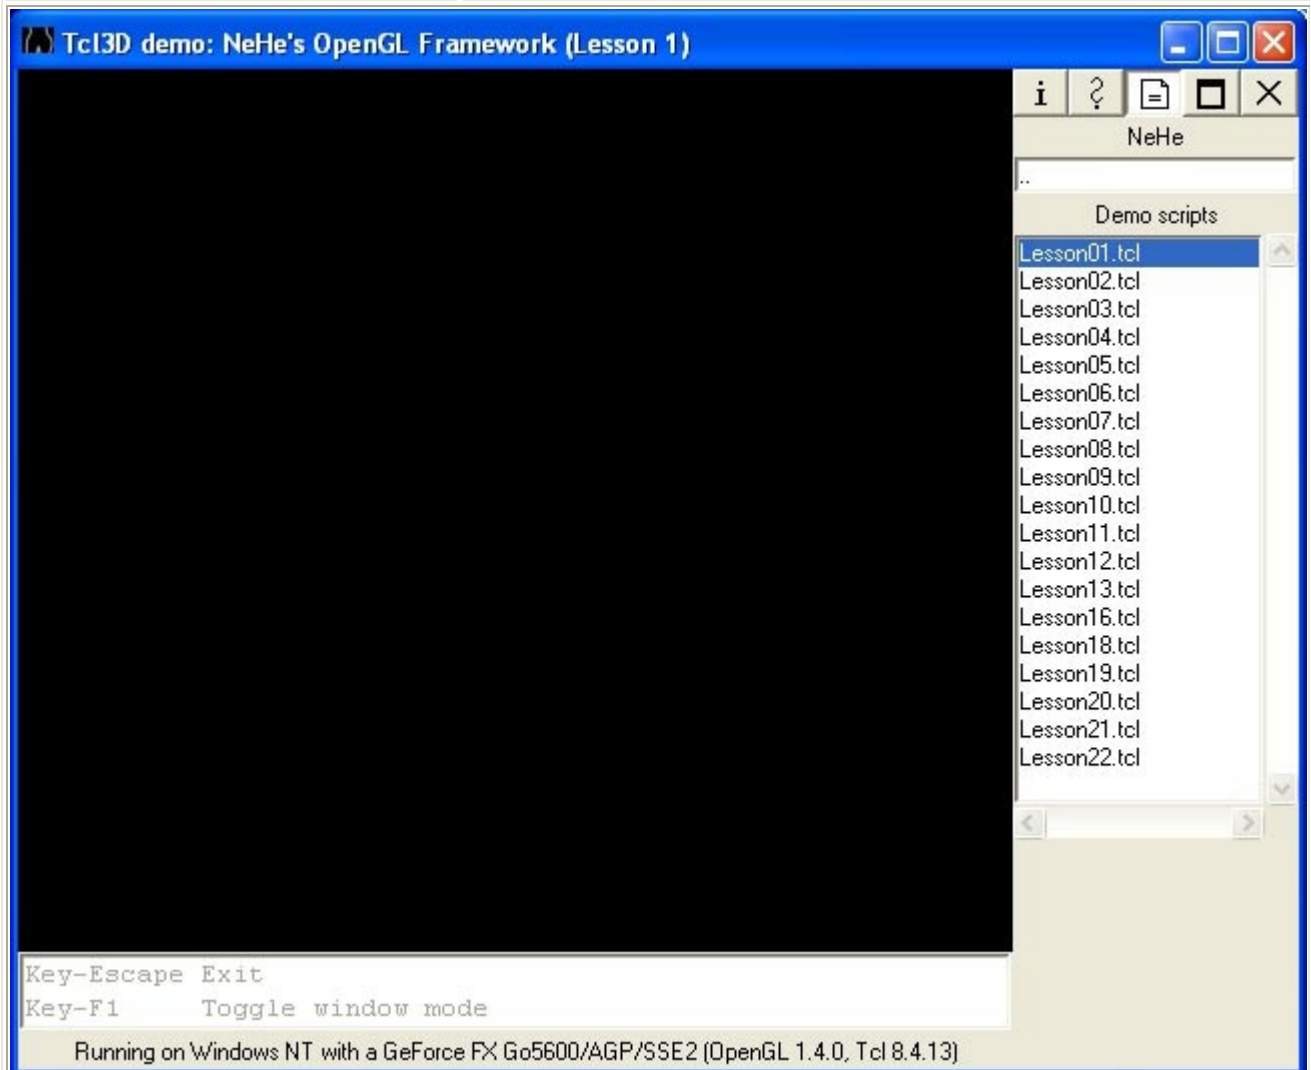 Tcl3D demo: NeHe's OpenGL Framework (Lesson 1)
i ?
NeHe
..
Demo scripts
Lesson01.tcl
Lesson02.tcl
Lesson03.tcl
Lesson04.tcl
Lesson05.tcl
Lesson06.tcl
Lesson07.tcl
Lesson08.tcl
Lesson09.tcl
Lesson10.tcl
Lesson11.tcl
Lesson12.tcl
Lesson13.tcl
Lesson16.tcl
Lesson18.tcl
Lesson19.tcl
Lesson20.tcl
Lesson21.tcl
Lesson22.tcl
Key-Escape Exit
Key-F1 Toggle window mode
Running on Windows NT with a GeForce FX Go5600/AGP/SSE2 (OpenGL 1.4.0, Tcl 8.4.13)